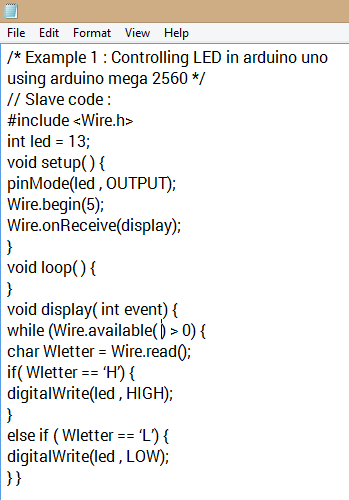 File Edit Format View Help
/* Example 1 : Controlling LED in arduino uno
using arduino mega 2560 */
// Slave code :
#include <Wire.h>
int led = 13;
void setup( ) {
pinMode(led , OUTPUT);
Wire.begin(5);
Wire.onReceive(display);
}
void loop( ) {
}
void display( int event) {
while (Wire.available( ) > 0) {
char Wletter = Wire.read();
if( Wletter == ‘H’) {
digitalWrite(led , HIGH);
}
else if ( Wletter == ‘L’) {
digitalWrite(led , LOW);
} }